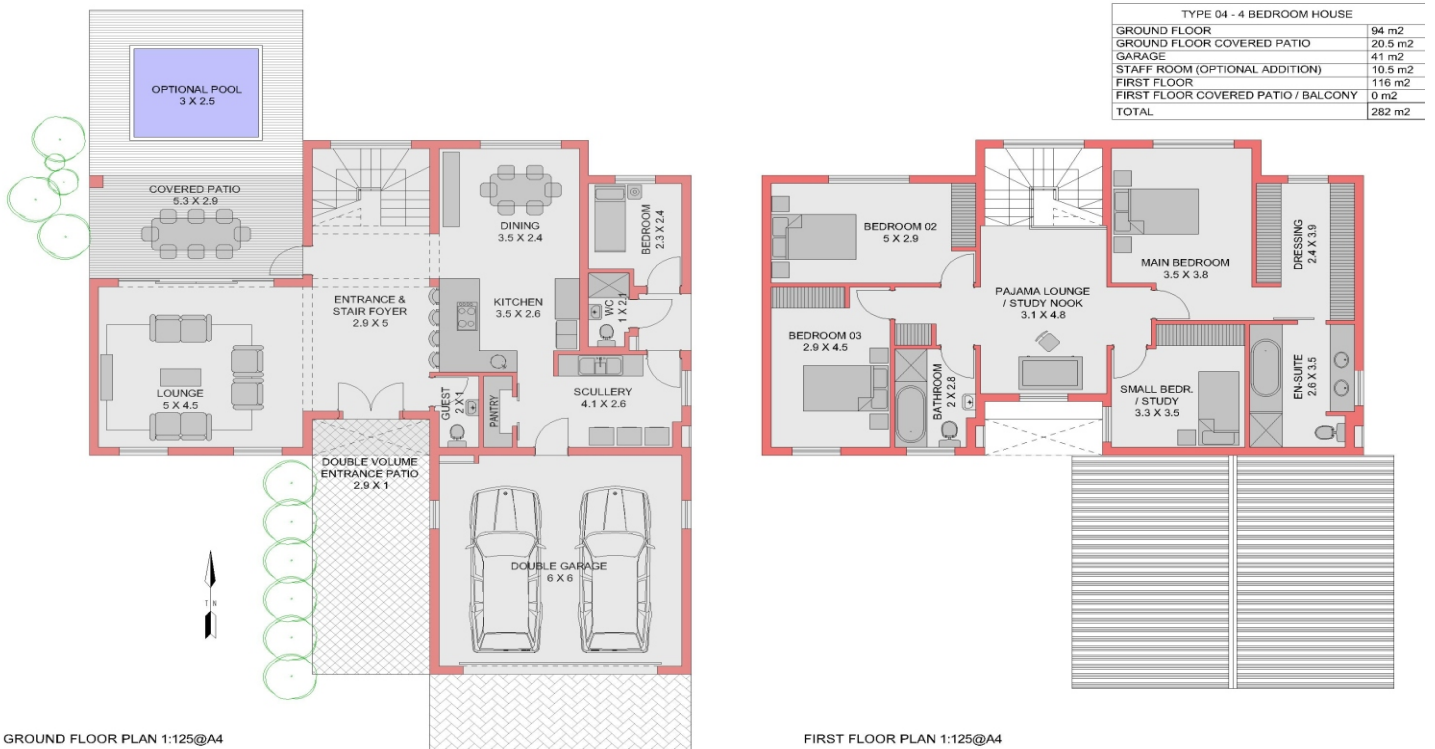 TYPE 04 - 4 BEDROOM HOUSE
GROUND FLOOR 94 m2
GROUND FLOOR COVERED PATIO 20.5 m2
GARAGE 41 m2
STAFF ROOM (OPTIONAL ADDITION) 10.5 m2
FIRST FLOOR 116 m2
FIRST FLOOR COVERED PATIO / BALCONY 0 m2
TOTAL 282 m2
OPTIONAL POOL
3 X 2.5
COVERED PATIO
5.3 X 2.9
DINING
3.5 X 2.4
BEDROOM
2.3 X 2.4
ENTRANCE &
STAIR FOYER
2.9 X 5
KITCHEN
3.5 X 2.6
WC
1 X 2.1
LOUNGE
5 X 4.5
GUEST
2 X 1
PANTRY
SCULLERY
4.1 X 2.6
DOUBLE VOLUME
ENTRANCE PATIO
2.9 X 1
DOUBLE GARAGE
6 X 6
T N
GROUND FLOOR PLAN 1:125@A4
BEDROOM 02
5 X 2.9
MAIN BEDROOM
3.5 X 3.8
DRESSING
2.4 X 3.9
PAJAMA LOUNGE
/ STUDY NOOK
3.1 X 4.8
BEDROOM 03
2.9 X 4.5
BATHROOM
2 X 2.8
SMALL BEDR.
/ STUDY
3.3 X 3.5
EN-SUITE
2.6 X 3.5
FIRST FLOOR PLAN 1:125@A4